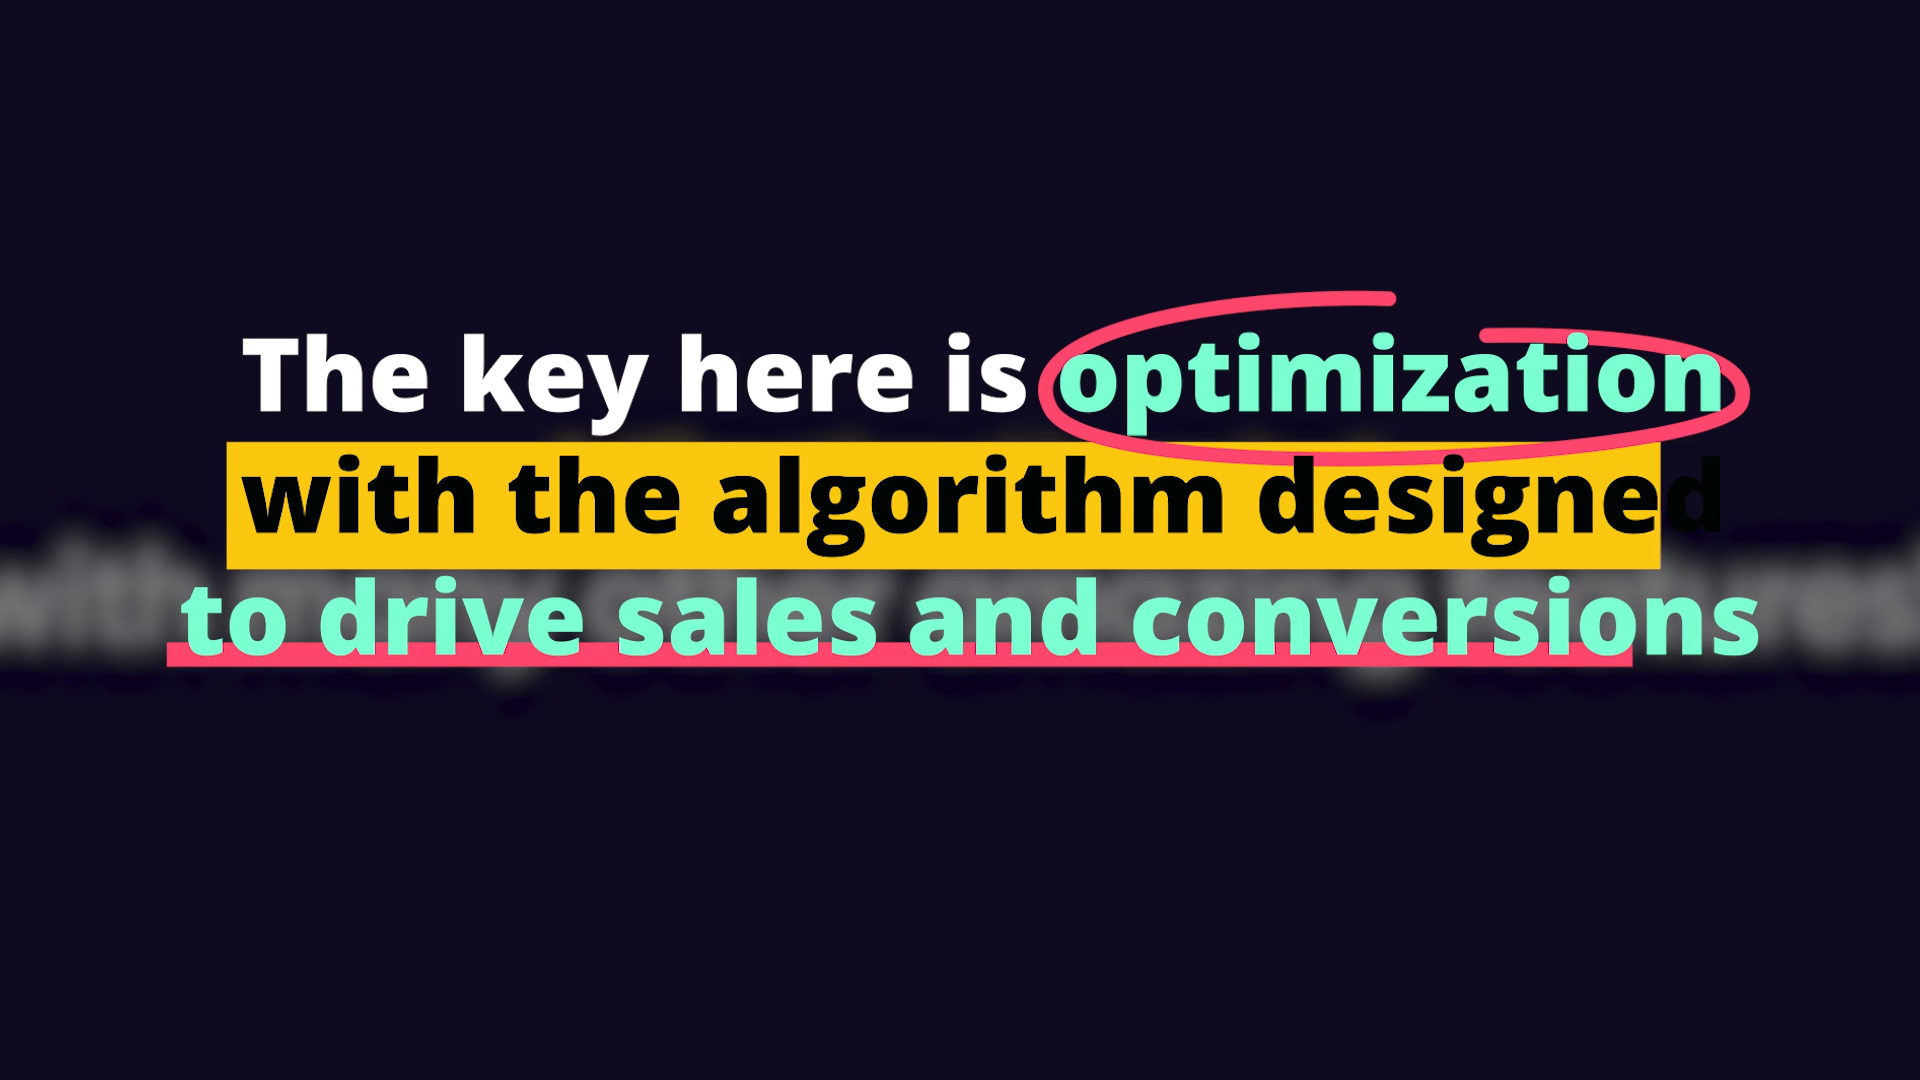 The key here is optimization
with the algorithm designed
to drive sales and conversions